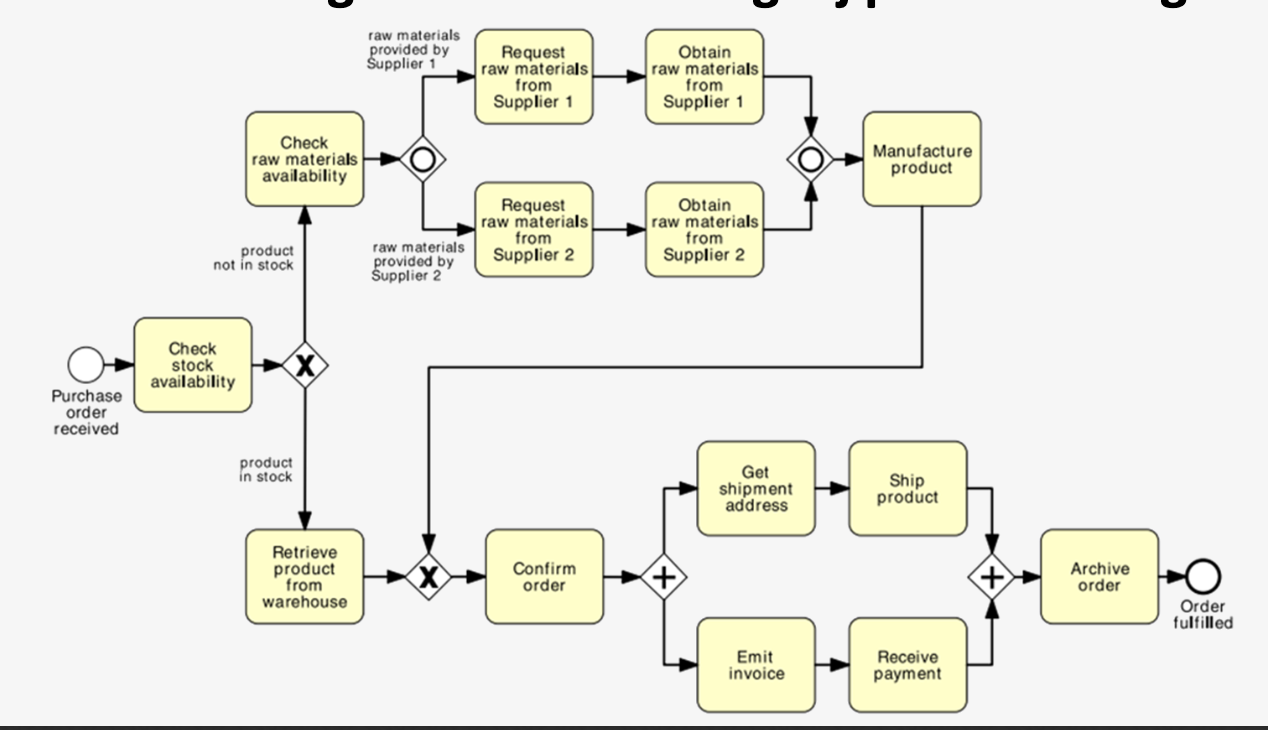 raw materials
provided by
Supplier 1
Request
raw materials
from
Supplier 1
Obtain
raw materials
from
Supplier 1
Check
raw materials
availability
Manufacture
product
Request
raw materials
from
Supplier 2
Obtain
raw materials
from
Supplier 2
raw materials
provided by
Supplier 2
product
not in stock
Check
stock
availability
X
Purchase
order
received
product
in stock
Get
shipment
address
Ship
product
Retrieve
product
from
warehouse
X
Confirm
order
+
+
Archive
order
Order
fulfilled
Emit
invoice
Receive
payment